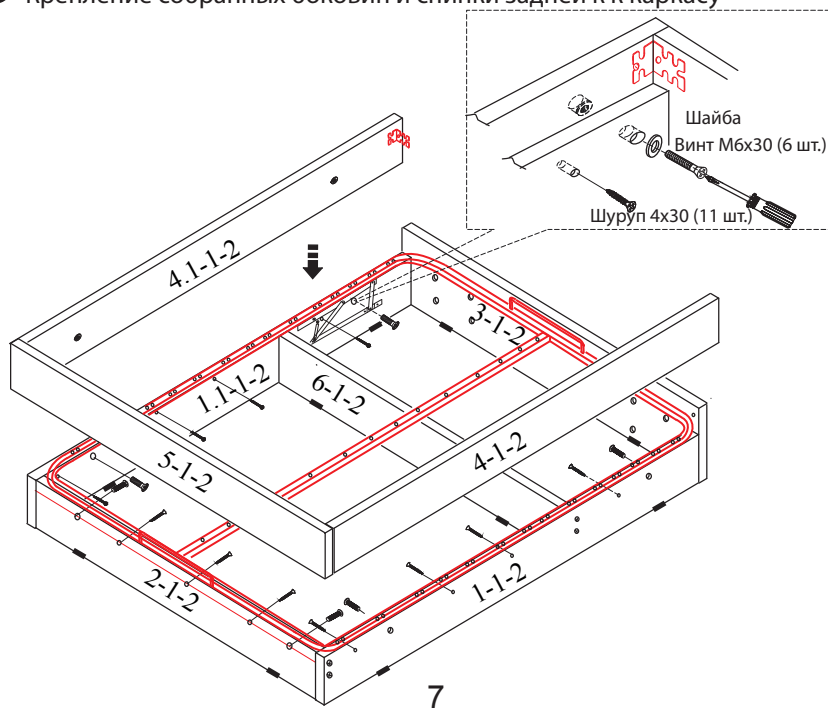 Крепление собранных боковин и спинки задней к к каркасу
Шайба
Винт М6х30 (6 шт.)
Шуруп 4х30 (11 шт.)
4.1-1-2
3-1-2
1.1-1-2
6-1-2
5-1-2
4-1-2
2-1-2
1-1-2
7